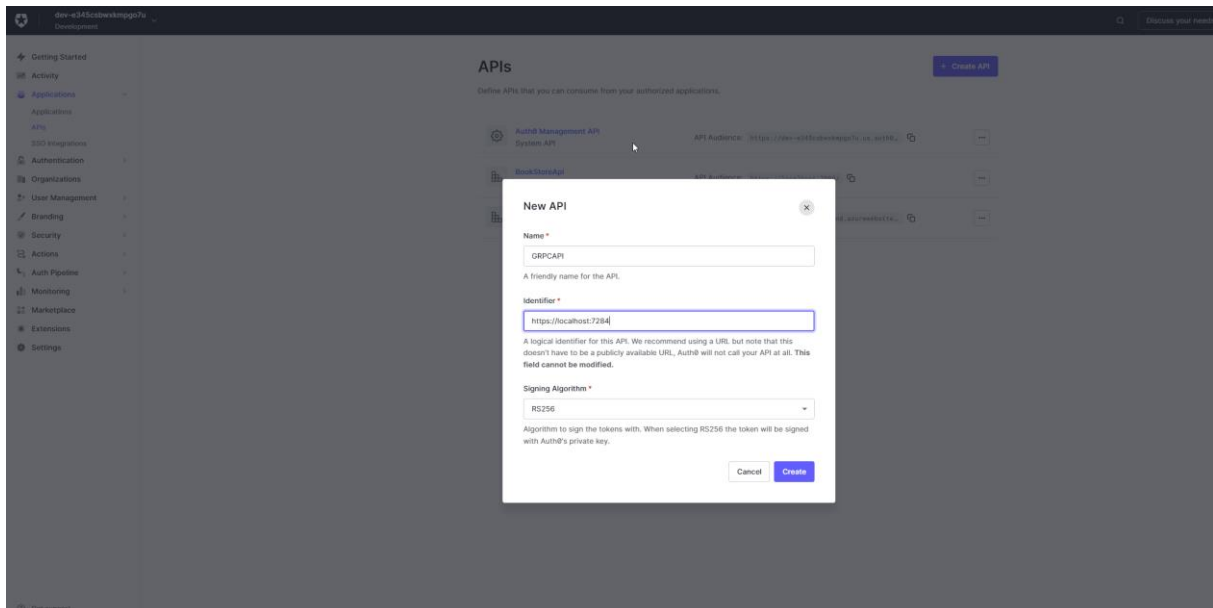 dev-e345csbwxkmpgo7u
Development
Discuss your needs
Getting Started
Activity
Applications
Applications
APIs
SSO Integrations
Authentication
Organizations
User Management
Branding
Security
Actions
Auth Pipeline
Monitoring
Marketplace
Extensions
Settings
APIs
+ Create API
Define APIs that you can consume from your authorized applications.
Auth0 Management API
System API
API Audience:
BookStoreApi
API Audience:
New API
Name *
GRPCAPI
A friendly name for the API.
Identifier *
https://localhost:7284
A logical identifier for this API. We recommend using a URL but note that this
doesn't have to be a publicly available URL, Auth0 will not call your API at all. This
field cannot be modified.
Signing Algorithm *
RS256
Algorithm to sign the tokens with. When selecting RS256 the token will be signed
with Auth0's private key.
Cancel
Create